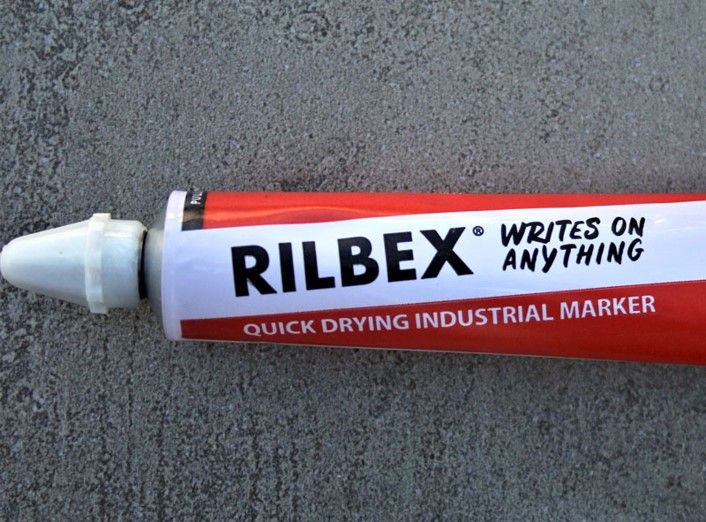 RILBEX®
WRITES ON
ANYTHING
QUICK DRYING INDUSTRIAL MARKER